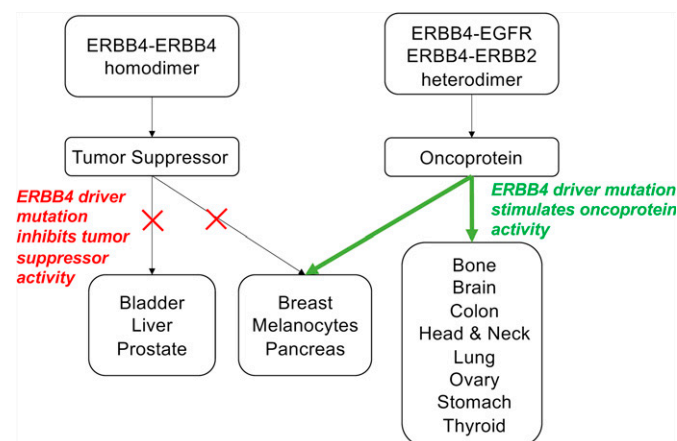 ERBB4-ERBB4
homodimer
ERBB4-EGFR
ERBB4-ERBB2
heterodimer
Tumor Suppressor
Oncoprotein
ERBB4 driver
mutation
inhibits tumor
suppressor
activity
ERBB4 driver mutation
stimulates oncoprotein
activity
Bladder
Liver
Prostate
Breast
Melanocytes
Pancreas
Bone
Brain
Colon
Head & Neck
Lung
Ovary
Stomach
Thyroid